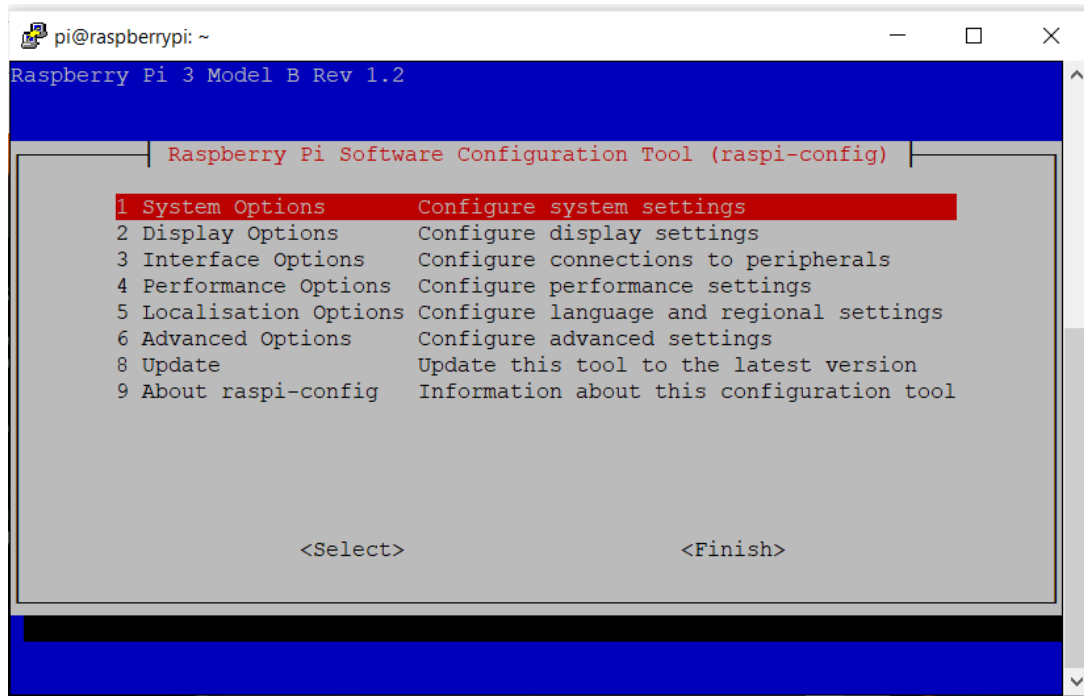 pi@raspberrypi: ~
Raspberry Pi 3 Model B Rev 1.2
Raspberry Pi Software Configuration Tool (raspi-config)
1 System Options Configure system settings
2 Display Options Configure display settings
3 Interface Options Configure connections to peripherals
4 Performance Options Configure performance settings
5 Localisation Options Configure language and regional settings
6 Advanced Options Configure advanced settings
8 Update Update this tool to the latest version
9 About raspi-config Information about this configuration tool
<Select> <Finish>